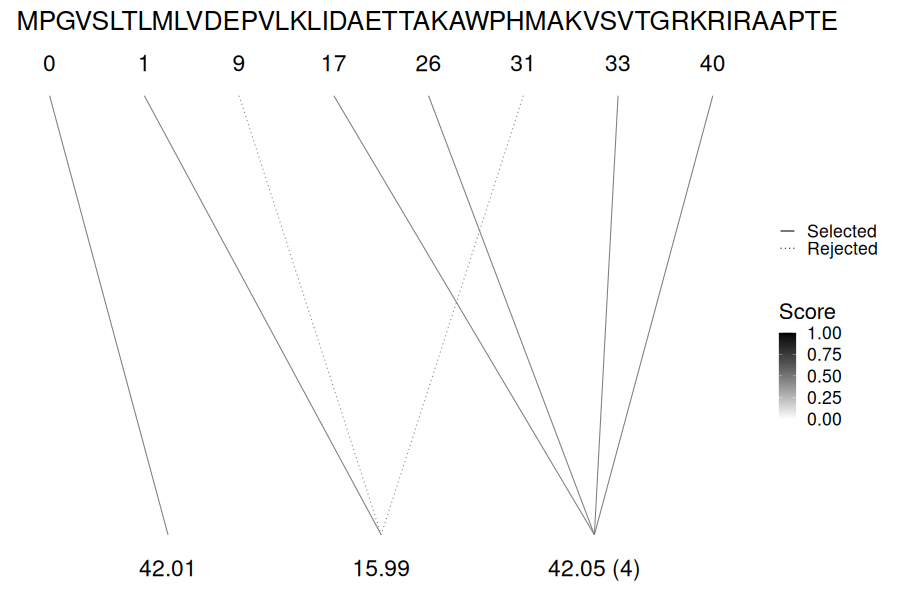 MPGVSLTLMLVDEPVLKLIDAETTAKAWPHMAKVSVTGRKRIRAAPTE
0 1 9 17 26 31 33 40
Selected
Rejected
Score
1.00
0.75
0.50
0.25
0.00
42.01 15.99 42.05 (4)